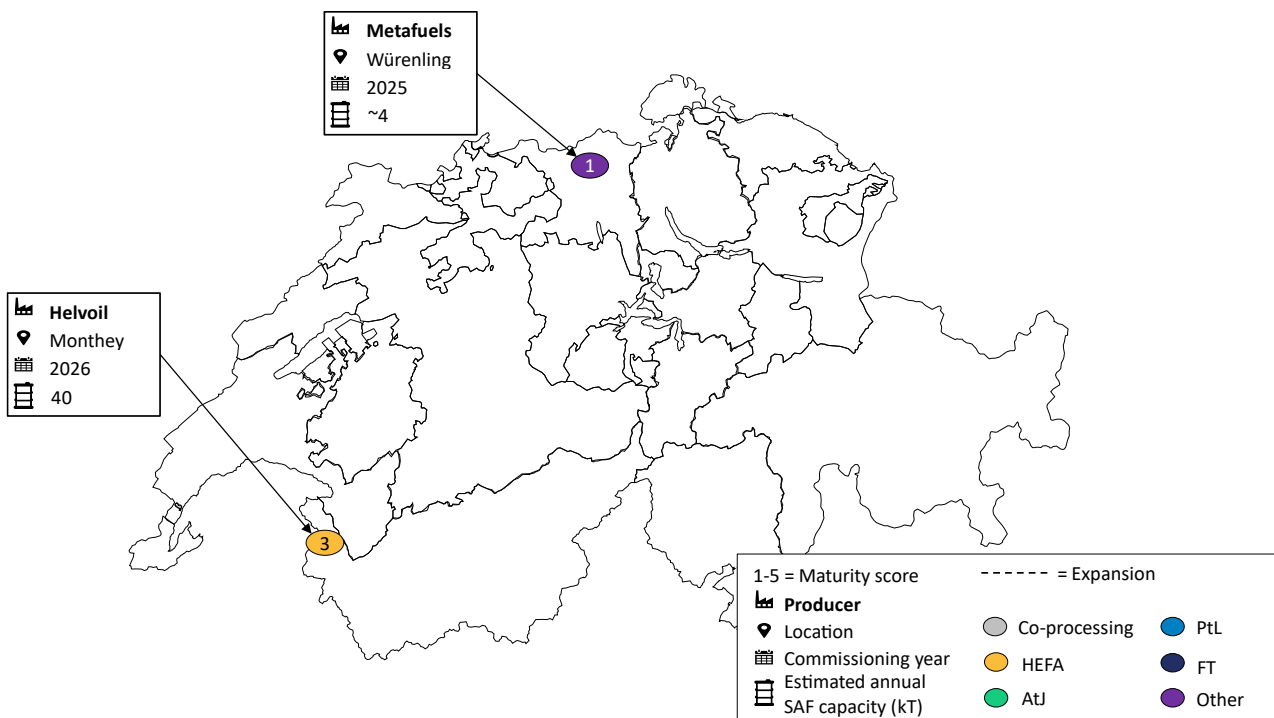 Metafuels
Würenling
2025
~4
1
Helvoil
Monthey
2026
40
3
1-5 = Maturity score
Producer
Location
Commissioning year
Estimated annual
SAF capacity (kT)
------ = Expansion
Co-processing
HEFA
AtJ
PtL
FT
Other